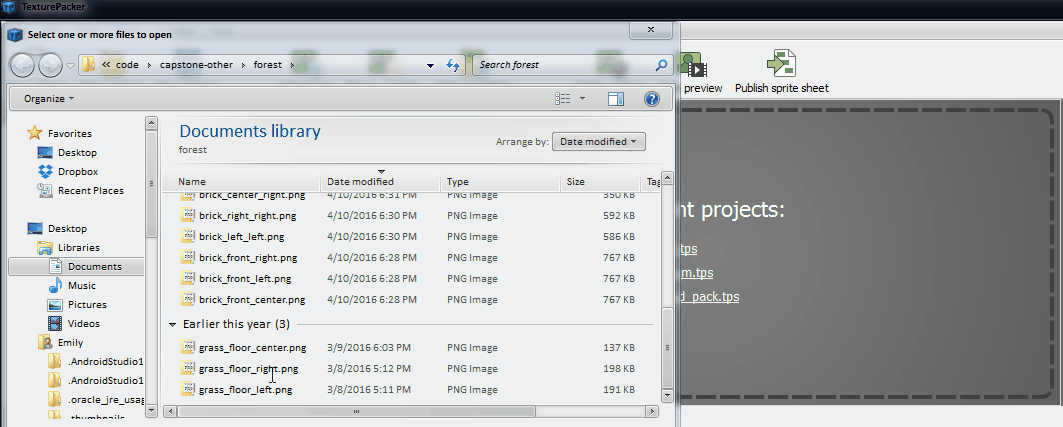 TexturePacker
Select one or more files to open
« code › capstone-other › forest ›
Search forest
preview
Publish sprite sheet
Organize
Favorites
Desktop
Dropbox
Recent Places
Desktop
Libraries
Documents
Music
Pictures
Videos
Emily
.AndroidStudio1
.AndroidStudio1
.oracle_jre_usag
.thumbnails
Documents library
forest
Arrange by: Date modified
Name Date modified Type Size Tag
brick_center_right.png 4/10/2016 6:31 PM PNG Image 350 KB
brick_right_right.png 4/10/2016 6:30 PM PNG Image 592 KB
brick_left_left.png 4/10/2016 6:30 PM PNG Image 586 KB
brick_front_right.png 4/10/2016 6:28 PM PNG Image 767 KB
brick_front_left.png 4/10/2016 6:28 PM PNG Image 767 KB
brick_front_center.png 4/10/2016 6:28 PM PNG Image 767 KB
Earlier this year (3)
grass_floor_center.png 3/9/2016 6:03 PM PNG Image 137 KB
grass_floor_right.png 3/8/2016 5:12 PM PNG Image 198 KB
grass_floor_left.png 3/8/2016 5:11 PM PNG Image 191 KB
nt projects:
.tps
m.tps
d_pack.tps